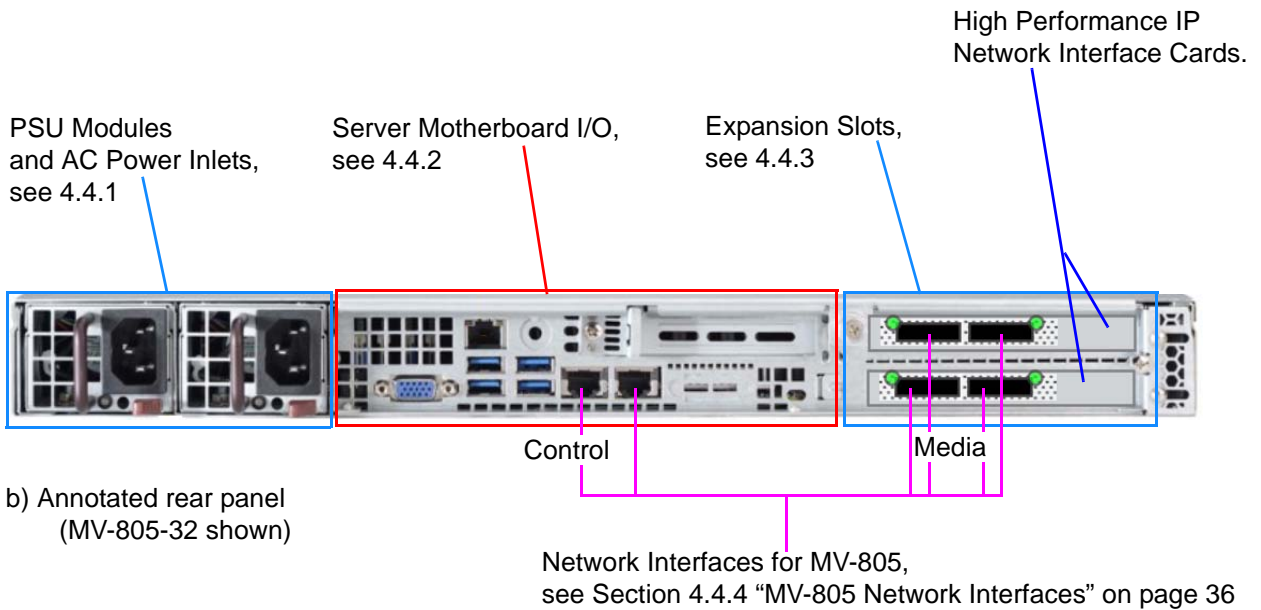 High Performance IP
Network Interface Cards.
PSU Modules
and AC Power Inlets,
see 4.4.1
Server Motherboard I/O,
see 4.4.2
Expansion Slots,
see 4.4.3
Control
Media
b) Annotated rear panel
(MV-805-32 shown)
Network Interfaces for MV-805,
see Section 4.4.4 “MV-805 Network Interfaces” on page 36